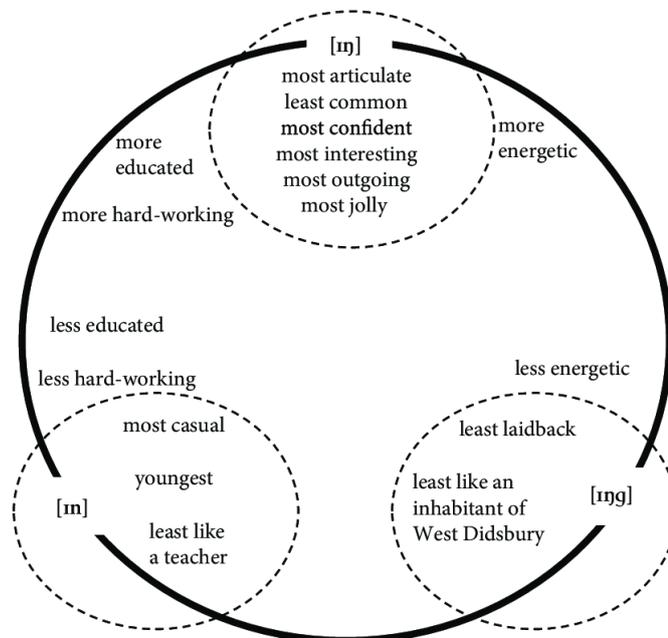 [ɪŋ]
most articulate
least common
most confident
most interesting
most outgoing
most jolly
more
educated
more
energetic
more hard-working
less educated
less hard-working
less energetic
most casual
youngest
[ɪn]
least like
a teacher
least laidback
least like an
inhabitant of
West Didsbury
[ɪŋɡ]